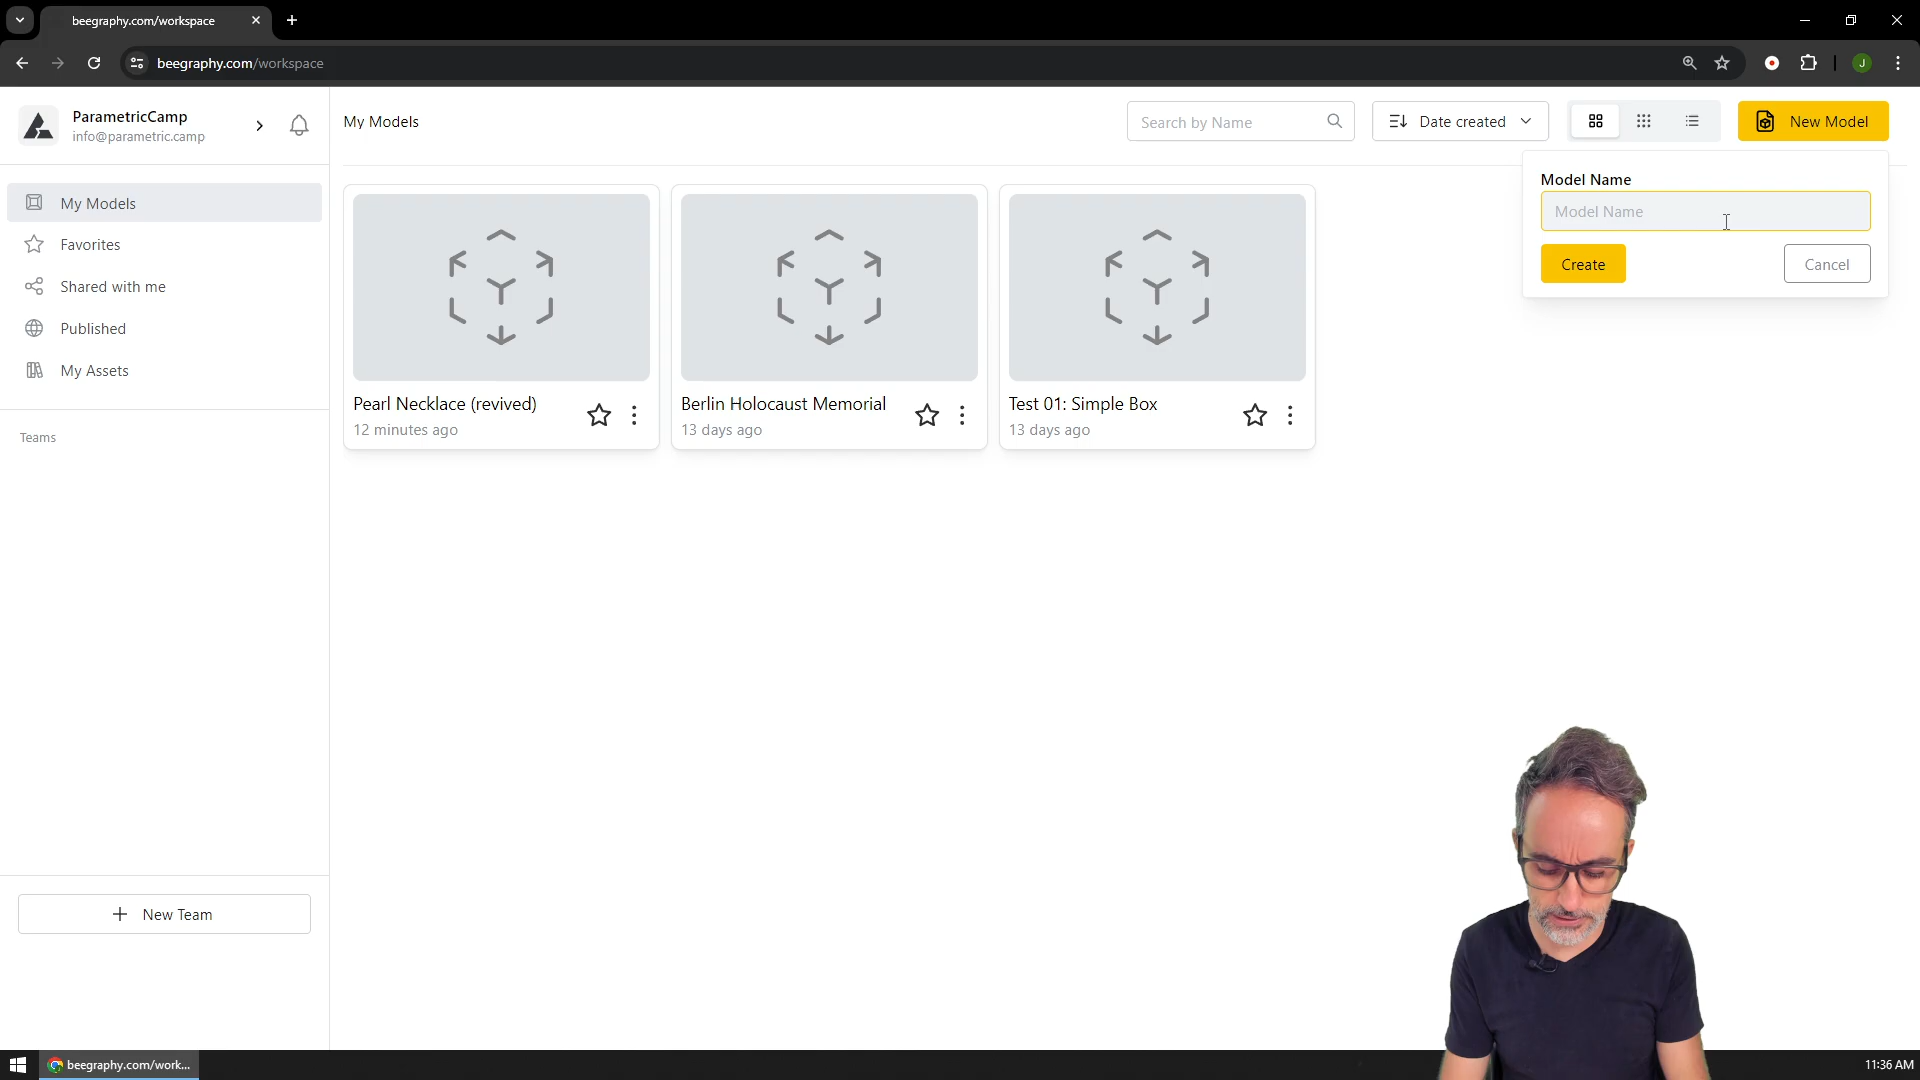 beegraphy.com/workspace
beegraphy.com/workspace
J
ParametricCamp
info@parametric.camp
My Models
Search by Name
Date created
New Model
Model Name
Model Name
Create
Cancel
My Models
Favorites
Shared with me
Published
My Assets
Teams
Pearl Necklace (revived)
12 minutes ago
Berlin Holocaust Memorial
13 days ago
Test 01: Simple Box
13 days ago
New Team
beegraphy.com/work...
11:36 AM